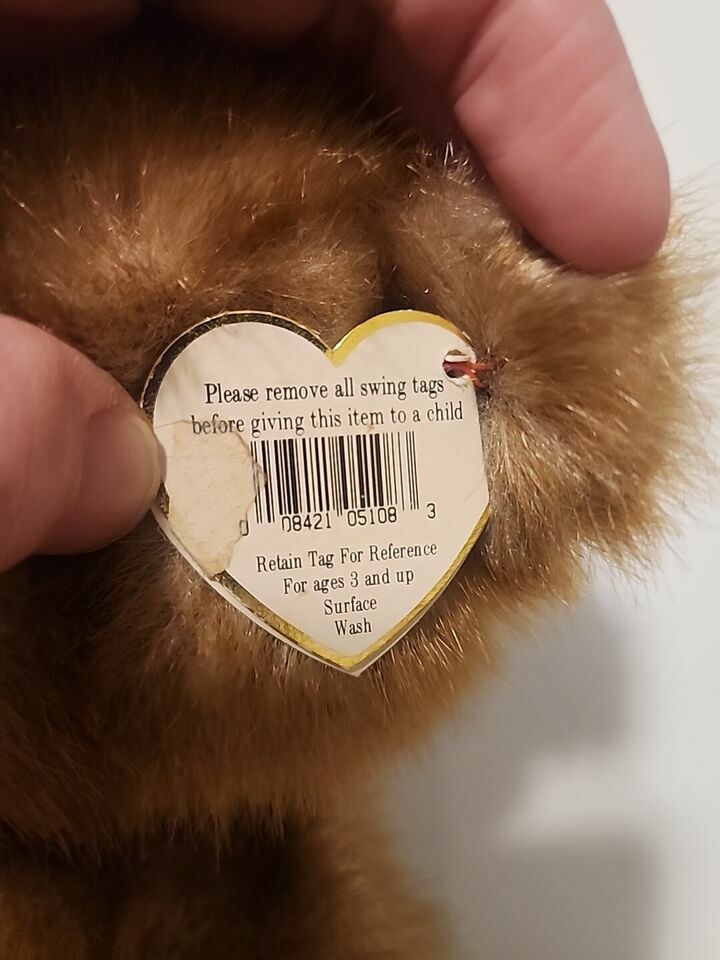 Please remove all swing tags
before giving this item to a child
0 08421 05108 3
Retain Tag For Reference
For ages 3 and up
Surface
Wash